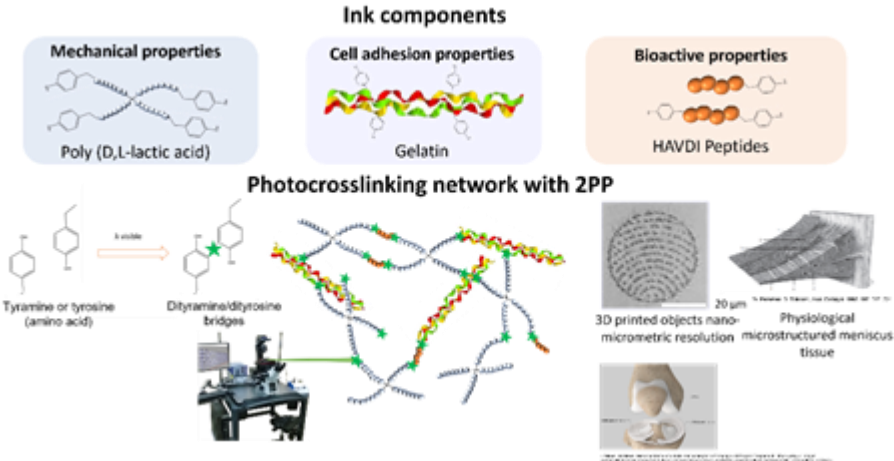 Ink components
Mechanical properties
Poly (D,L-lactic acid)
Cell adhesion properties
Gelatin
Bioactive properties
HAVDI Peptides
Photocrosslinking network with 2PP
λ visible
Tyramine or tyrosine
(amino acid)
Dityramine/dityrosine
bridges
20 µm
3D printed objects nano-
micrometric resolution
Physiological
microstructured meniscus
tissue